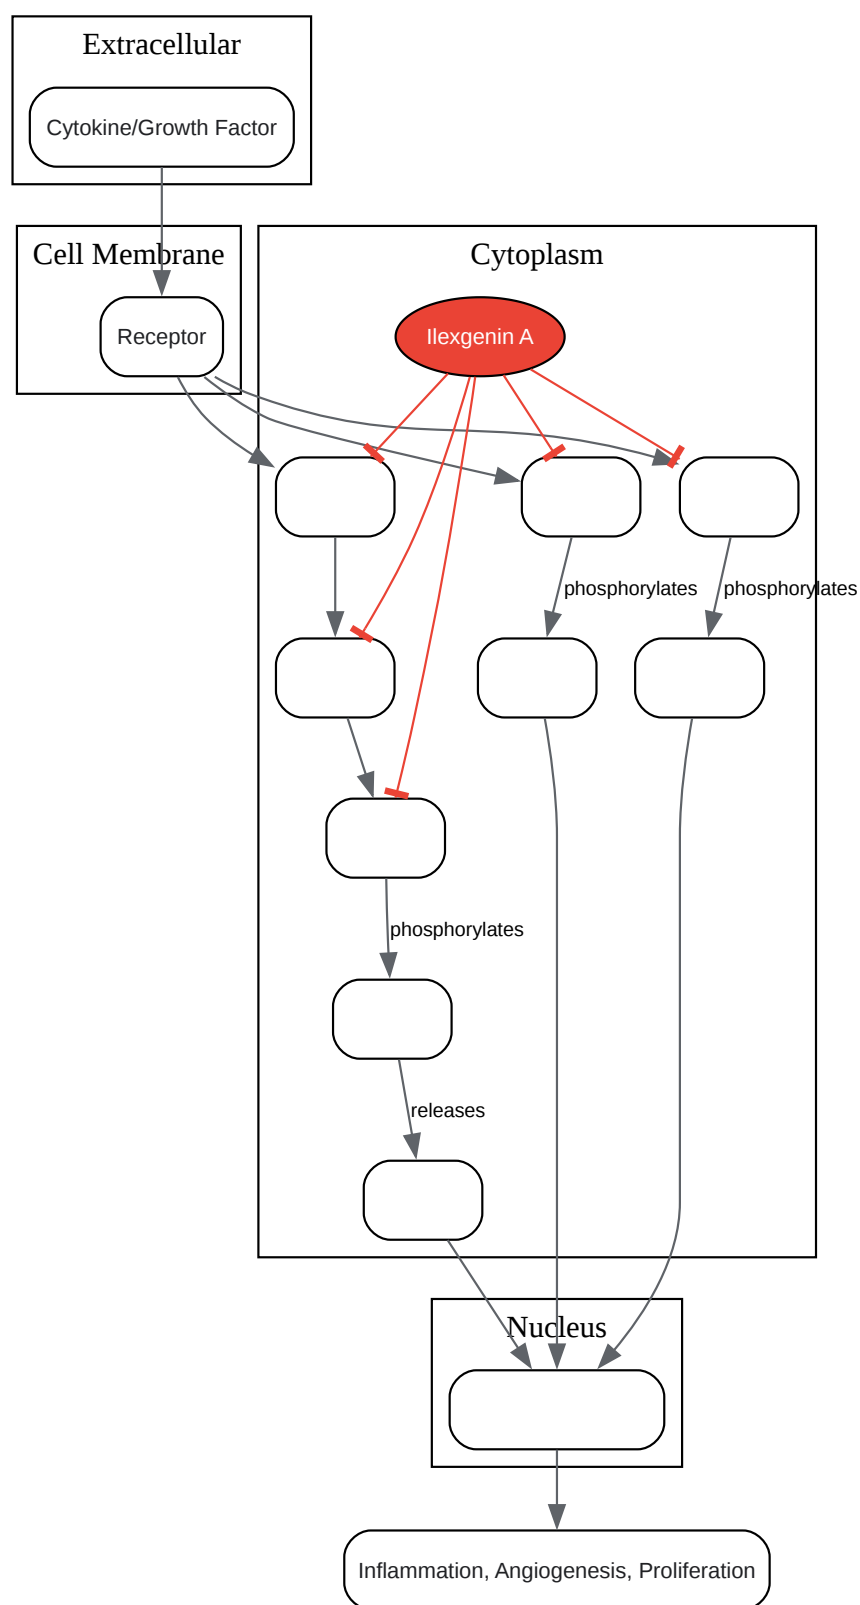 Extracellular
Cytokine/Growth Factor
Cell Membrane
Cytoplasm
Receptor
Ilexgenin A
phosphorylates
phosphorylates
phosphorylates
releases
Nucleus
Inflammation, Angiogenesis, Proliferation